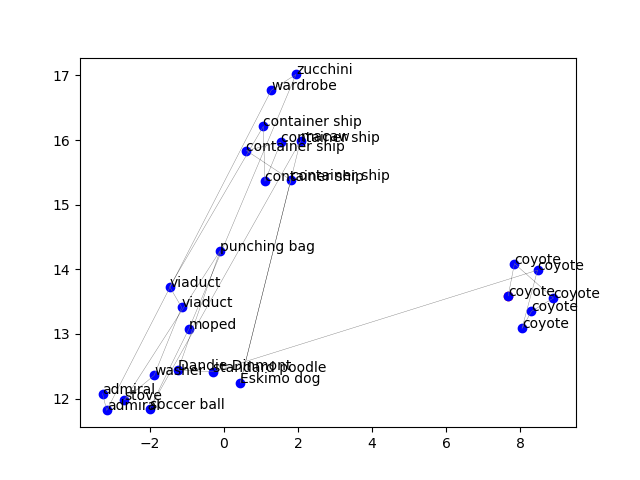 zucchini
17
wardrobe
container ship
16
container ship
macaw
container ship
container ship
container ship
15
punching bag
14
coyote
coyote
viaduct
coyote
coyote
viaduct
coyote
13
moped
coyote
Dandie Dinmont
standard poodle
washer
Eskimo dog
12
admiral
stove
admiral
soccer ball
−2
0
2
4
6
8